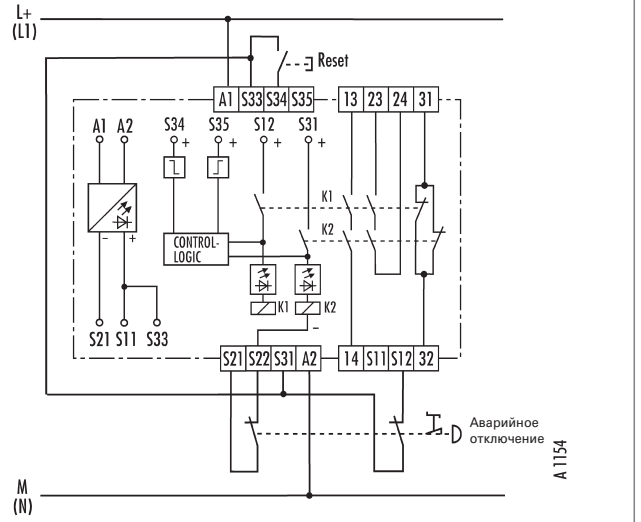 L+
(L1)
Reset
A1 S33 S34 S35 13 23 24 31
A1 A2 S34 S35 S12 S31
+ + + +
K1
K2
CONTROL-
LOGIC
– +
K1 K2
–
S21 S11 S33
S21 S22 S31 A2 14 S11 S12 32
Аварийное
отключение
A 1154
M
(N)